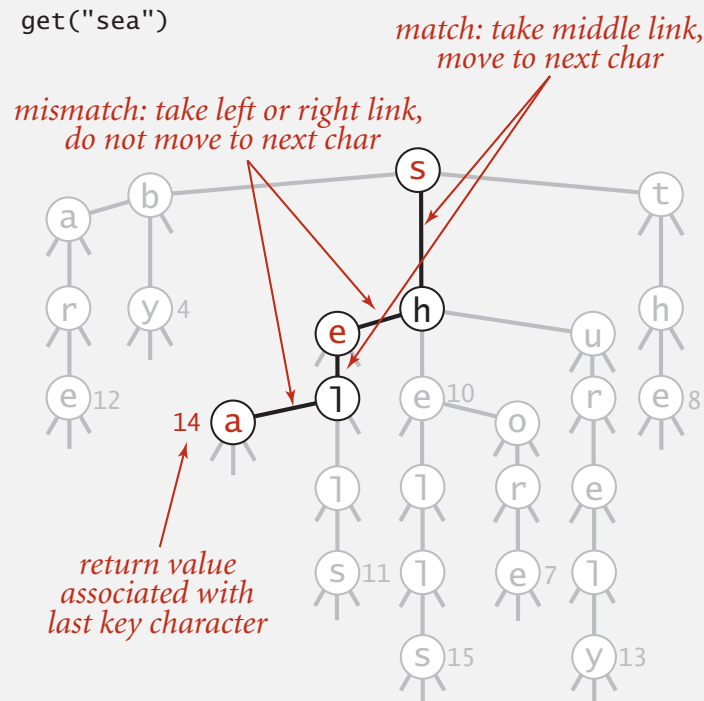 get("sea")
match: take middle link,
move to next char
mismatch: take left or right link,
do not move to next char
s
b
t
a
r
y 4
h
h
e
u
e 12
l
e 10
r
e 8
14 a
o
l
l
r
e
return value
associated with
last key character
s 11
l
e 7
l
s 15
y 13